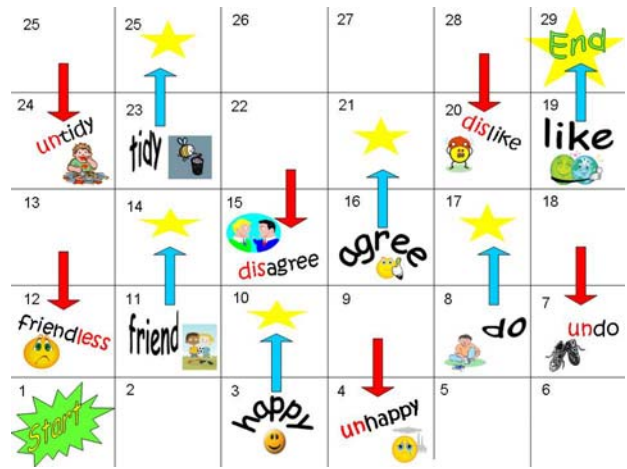 25
25
26
27
28
29
End
24
untidy
23
tidy
22
21
20
dislike
19
like
13
14
15
disagree
16
agree
17
18
12
friendless
11
friend
10
9
8
do
7
undo
1
Start
2
3
happy
4
unhappy
5
6